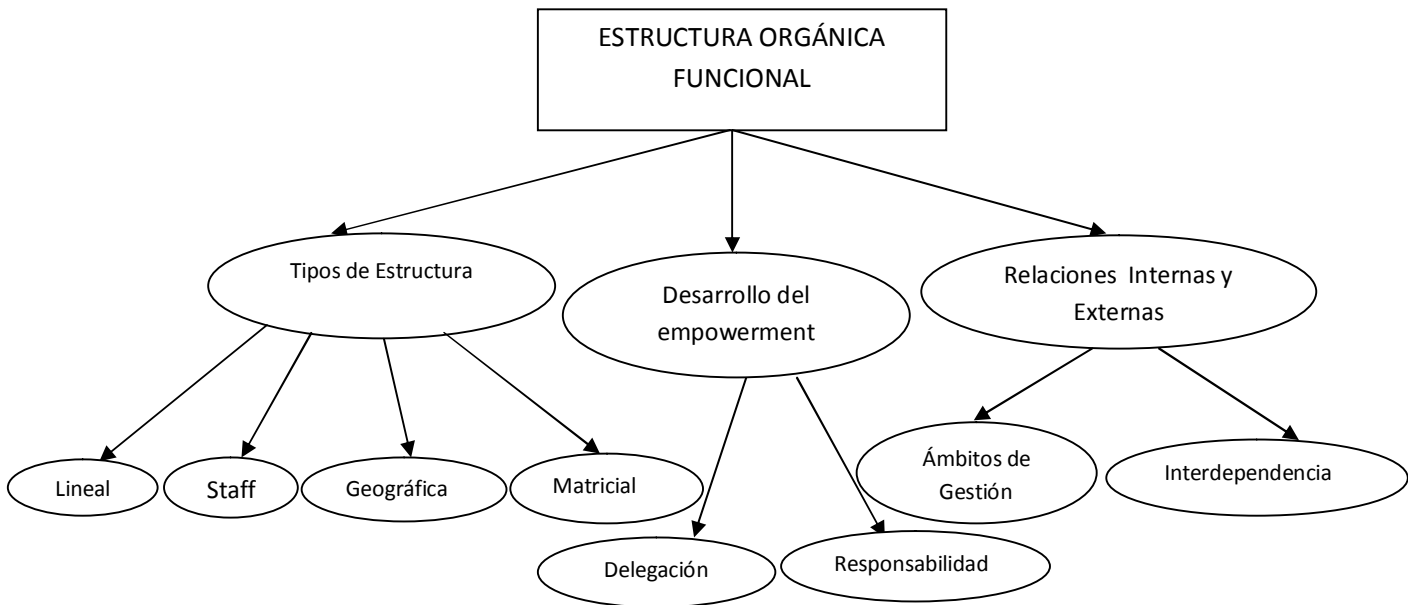 ESTRUCTURA ORGÁNICA
FUNCIONAL
Tipos de Estructura
Desarrollo del
empowerment
Relaciones Internas y
Externas
Lineal
Staff
Geográfica
Matricial
Ámbitos de
Gestión
Interdependencia
Delegación
Responsabilidad